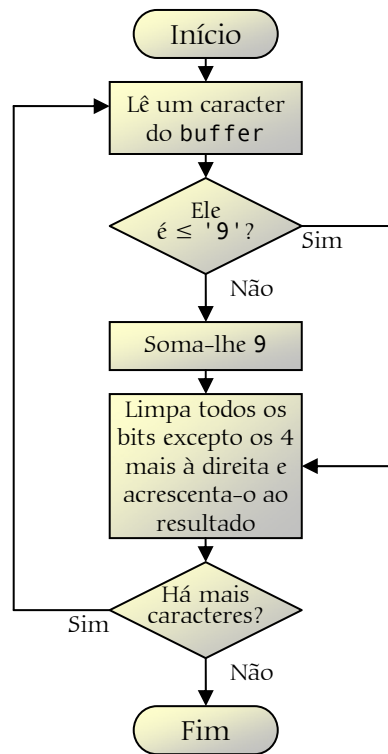 Início
Lê um caracter
do buffer
Ele
é ≤ '9'?
Sim
Não
Soma-lhe 9
Limpa todos os
bits excepto os 4
mais à direita e
acrescenta-o ao
resultado
Há mais
caracteres?
Sim
Não
Fim